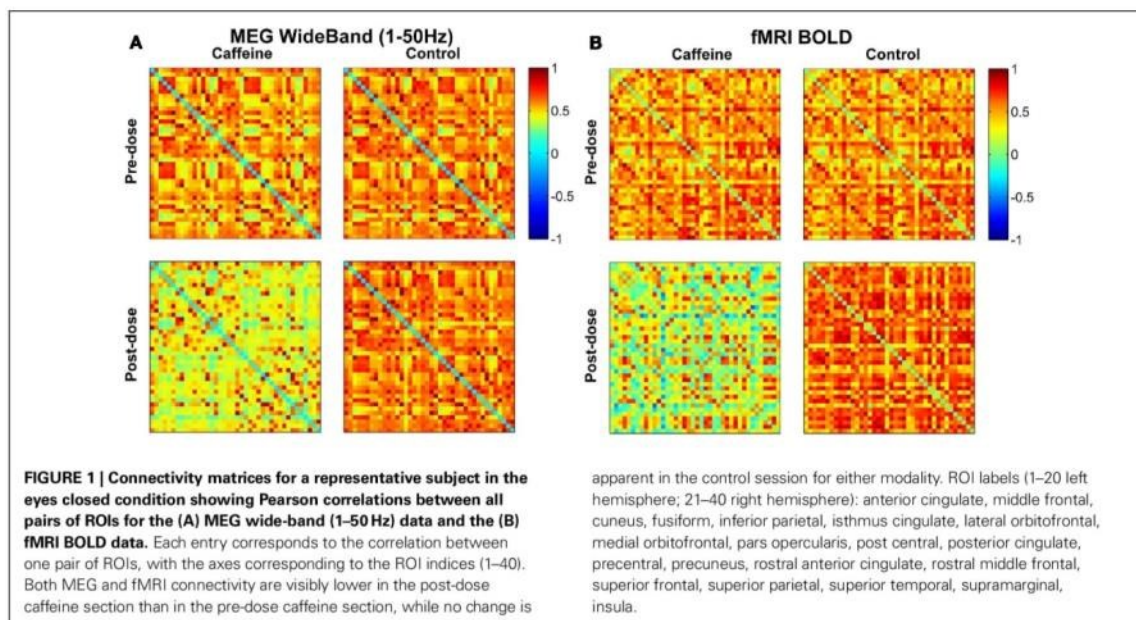 A
MEG WideBand (1-50Hz)
Caffeine
Control
Pre-dose
Post-dose
1
0.5
0
-0.5
-1
B
fMRI BOLD
Caffeine
Control
Pre-dose
Post-dose
1
0.5
0
-0.5
-1
FIGURE 1 | Connectivity matrices for a representative subject in the
eyes closed condition showing Pearson correlations between all
pairs of ROIs for the (A) MEG wide-band (1–50 Hz) data and the (B)
fMRI BOLD data. Each entry corresponds to the correlation between
one pair of ROIs, with the axes corresponding to the ROI indices (1–40).
Both MEG and fMRI connectivity are visibly lower in the post-dose
caffeine section than in the pre-dose caffeine section, while no change is
apparent in the control session for either modality. ROI labels (1–20 left
hemisphere; 21–40 right hemisphere): anterior cingulate, middle frontal,
cuneus, fusiform, inferior parietal, isthmus cingulate, lateral orbitofrontal,
medial orbitofrontal, pars opercularis, post central, posterior cingulate,
precentral, precuneus, rostral anterior cingulate, rostral middle frontal,
superior frontal, superior parietal, superior temporal, supramarginal,
insula.